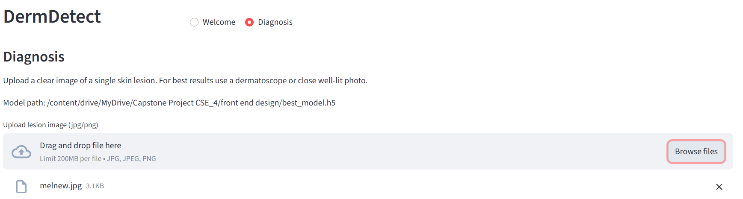 DermDetect
Welcome
Diagnosis
Diagnosis
Upload a clear image of a single skin lesion. For best results use a dermatoscope or close well-lit photo.
Model path: /content/drive/MyDrive/Capstone Project CSE_4/front end design/best_model.h5
Upload lesion image (jpg/png)
Drag and drop file here
Limit 200MB per file • JPG, JPEG, PNG
Browse files
melnew.jpg 3.1KB